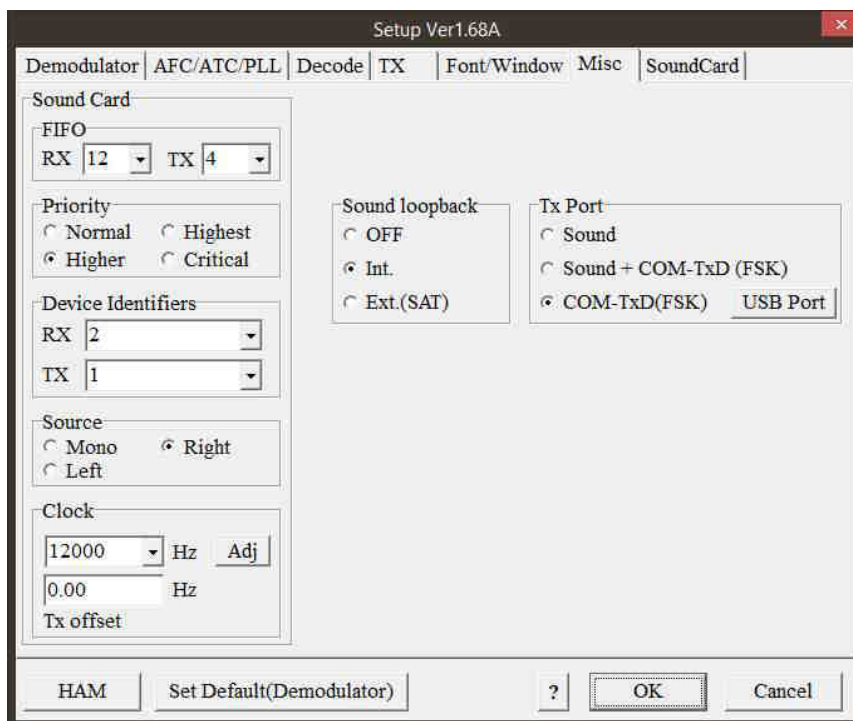 Setup Ver1.68A
Demodulator AFC/ATC/PLL Decode TX Font/Window Misc SoundCard
Sound Card
FIFO
RX 12 TX 4
Priority
Normal Highest
Higher Critical
Device Identifiers
RX 2
TX 1
Source
Mono Right
Left
Clock
12000 Hz Adj
0.00 Hz
Tx offset
Sound loopback
OFF
Int.
Ext.(SAT)
Tx Port
Sound
Sound + COM-TxD (FSK)
COM-TxD(FSK) USB Port
HAM Set Default(Demodulator) ? OK Cancel